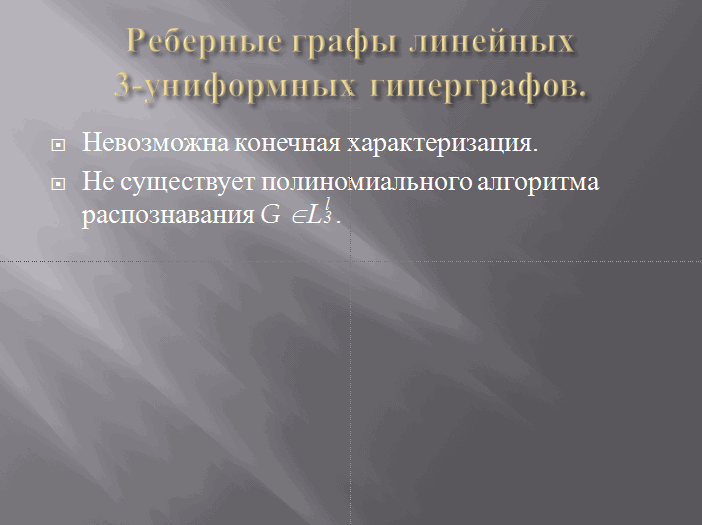 Реберные графы линейных
3-униформных гиперграфов.
Невозможна конечная характеризация.
Не существует полиномиального алгоритма
распознавания G ∈L₃ˡ.